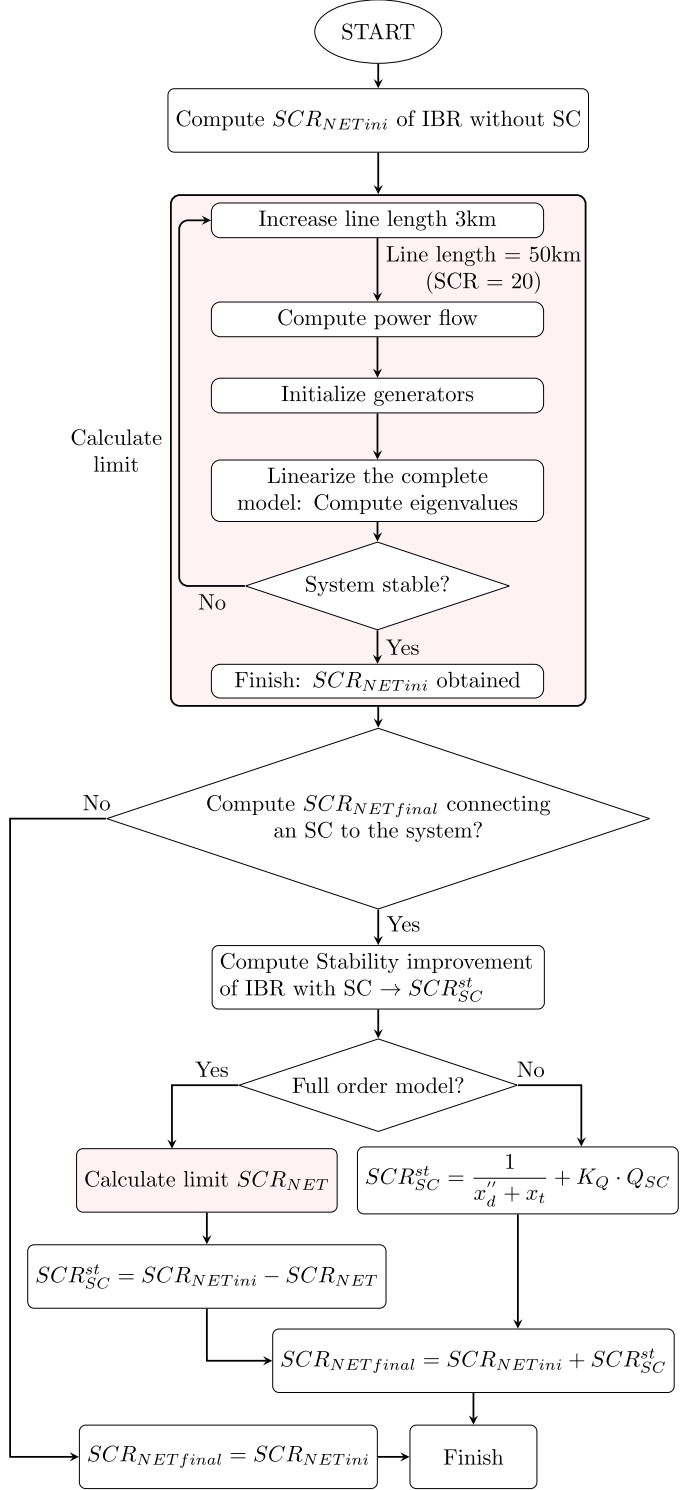 START
Compute SCR_NETini of IBR without SC
Increase line length 3km
Line length = 50km
(SCR = 20)
Compute power flow
Initialize generators
Calculate
limit
Linearize the complete
model: Compute eigenvalues
System stable?
No
Yes
Finish: SCR_NETini obtained
No
Compute SCR_NETfinal connecting
an SC to the system?
Yes
Compute Stability improvement
of IBR with SC → SCR^st_SC
Yes
Full order model?
No
Calculate limit SCR_NET
SCR^st_SC = 1 / (x''_d + x_t) + K_Q · Q_SC
SCR^st_SC = SCR_NETini − SCR_NET
SCR_NETfinal = SCR_NETini + SCR^st_SC
SCR_NETfinal = SCR_NETini
Finish